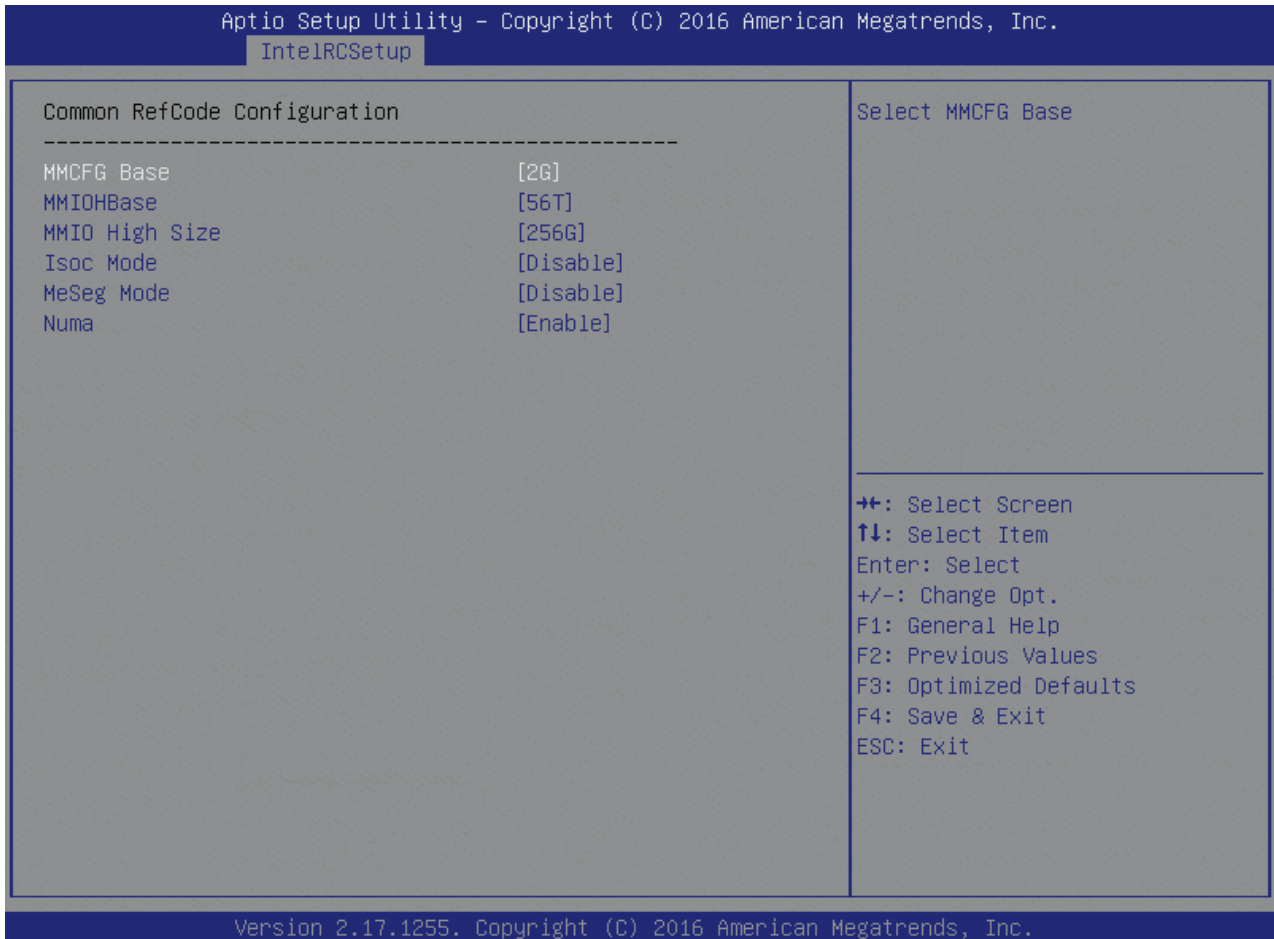 Aptio Setup Utility – Copyright (C) 2016 American Megatrends, Inc.
IntelRCSetup
Common RefCode Configuration
--------------------------------------------------
MMCFG Base [2G]
MMIOHBase [56T]
MMIO High Size [256G]
Isoc Mode [Disable]
MeSeg Mode [Disable]
Numa [Enable]
Select MMCFG Base
→←: Select Screen
↑↓: Select Item
Enter: Select
+/-: Change Opt.
F1: General Help
F2: Previous Values
F3: Optimized Defaults
F4: Save & Exit
ESC: Exit
Version 2.17.1255. Copyright (C) 2016 American Megatrends, Inc.